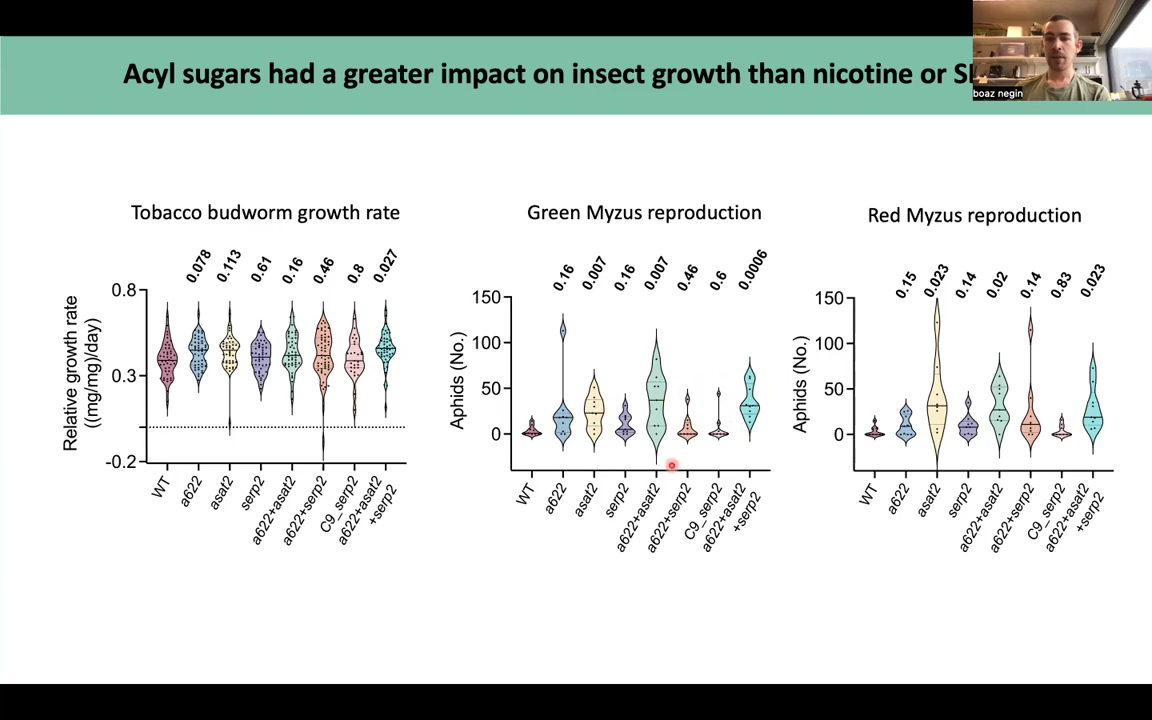 Acyl sugars had a greater impact on insect growth than nicotine or
boaz negin
Tobacco budworm growth rate
0.078 0.113 0.61 0.16 0.46 0.8 0.027
Relative growth rate
((mg/mg)/day)
0.8
0.3
-0.2
WT a622 asat2 serp2 a622+asat2 a622+serp2 C9_serp2 a622+asat2
+serp2
Green Myzus reproduction
0.16 0.007 0.16 0.007 0.46 0.6 0.0006
Aphids (No.)
150
100
50
0
WT a622 asat2 serp2 a622+asat2 a622+serp2 C9_serp2 a622+asat2
+serp2
Red Myzus reproduction
0.15 0.023 0.14 0.02 0.14 0.83 0.023
Aphids (No.)
150
100
50
0
WT a622 asat2 serp2 a622+asat2 a622+serp2 C9_serp2 a622+asat2
+serp2